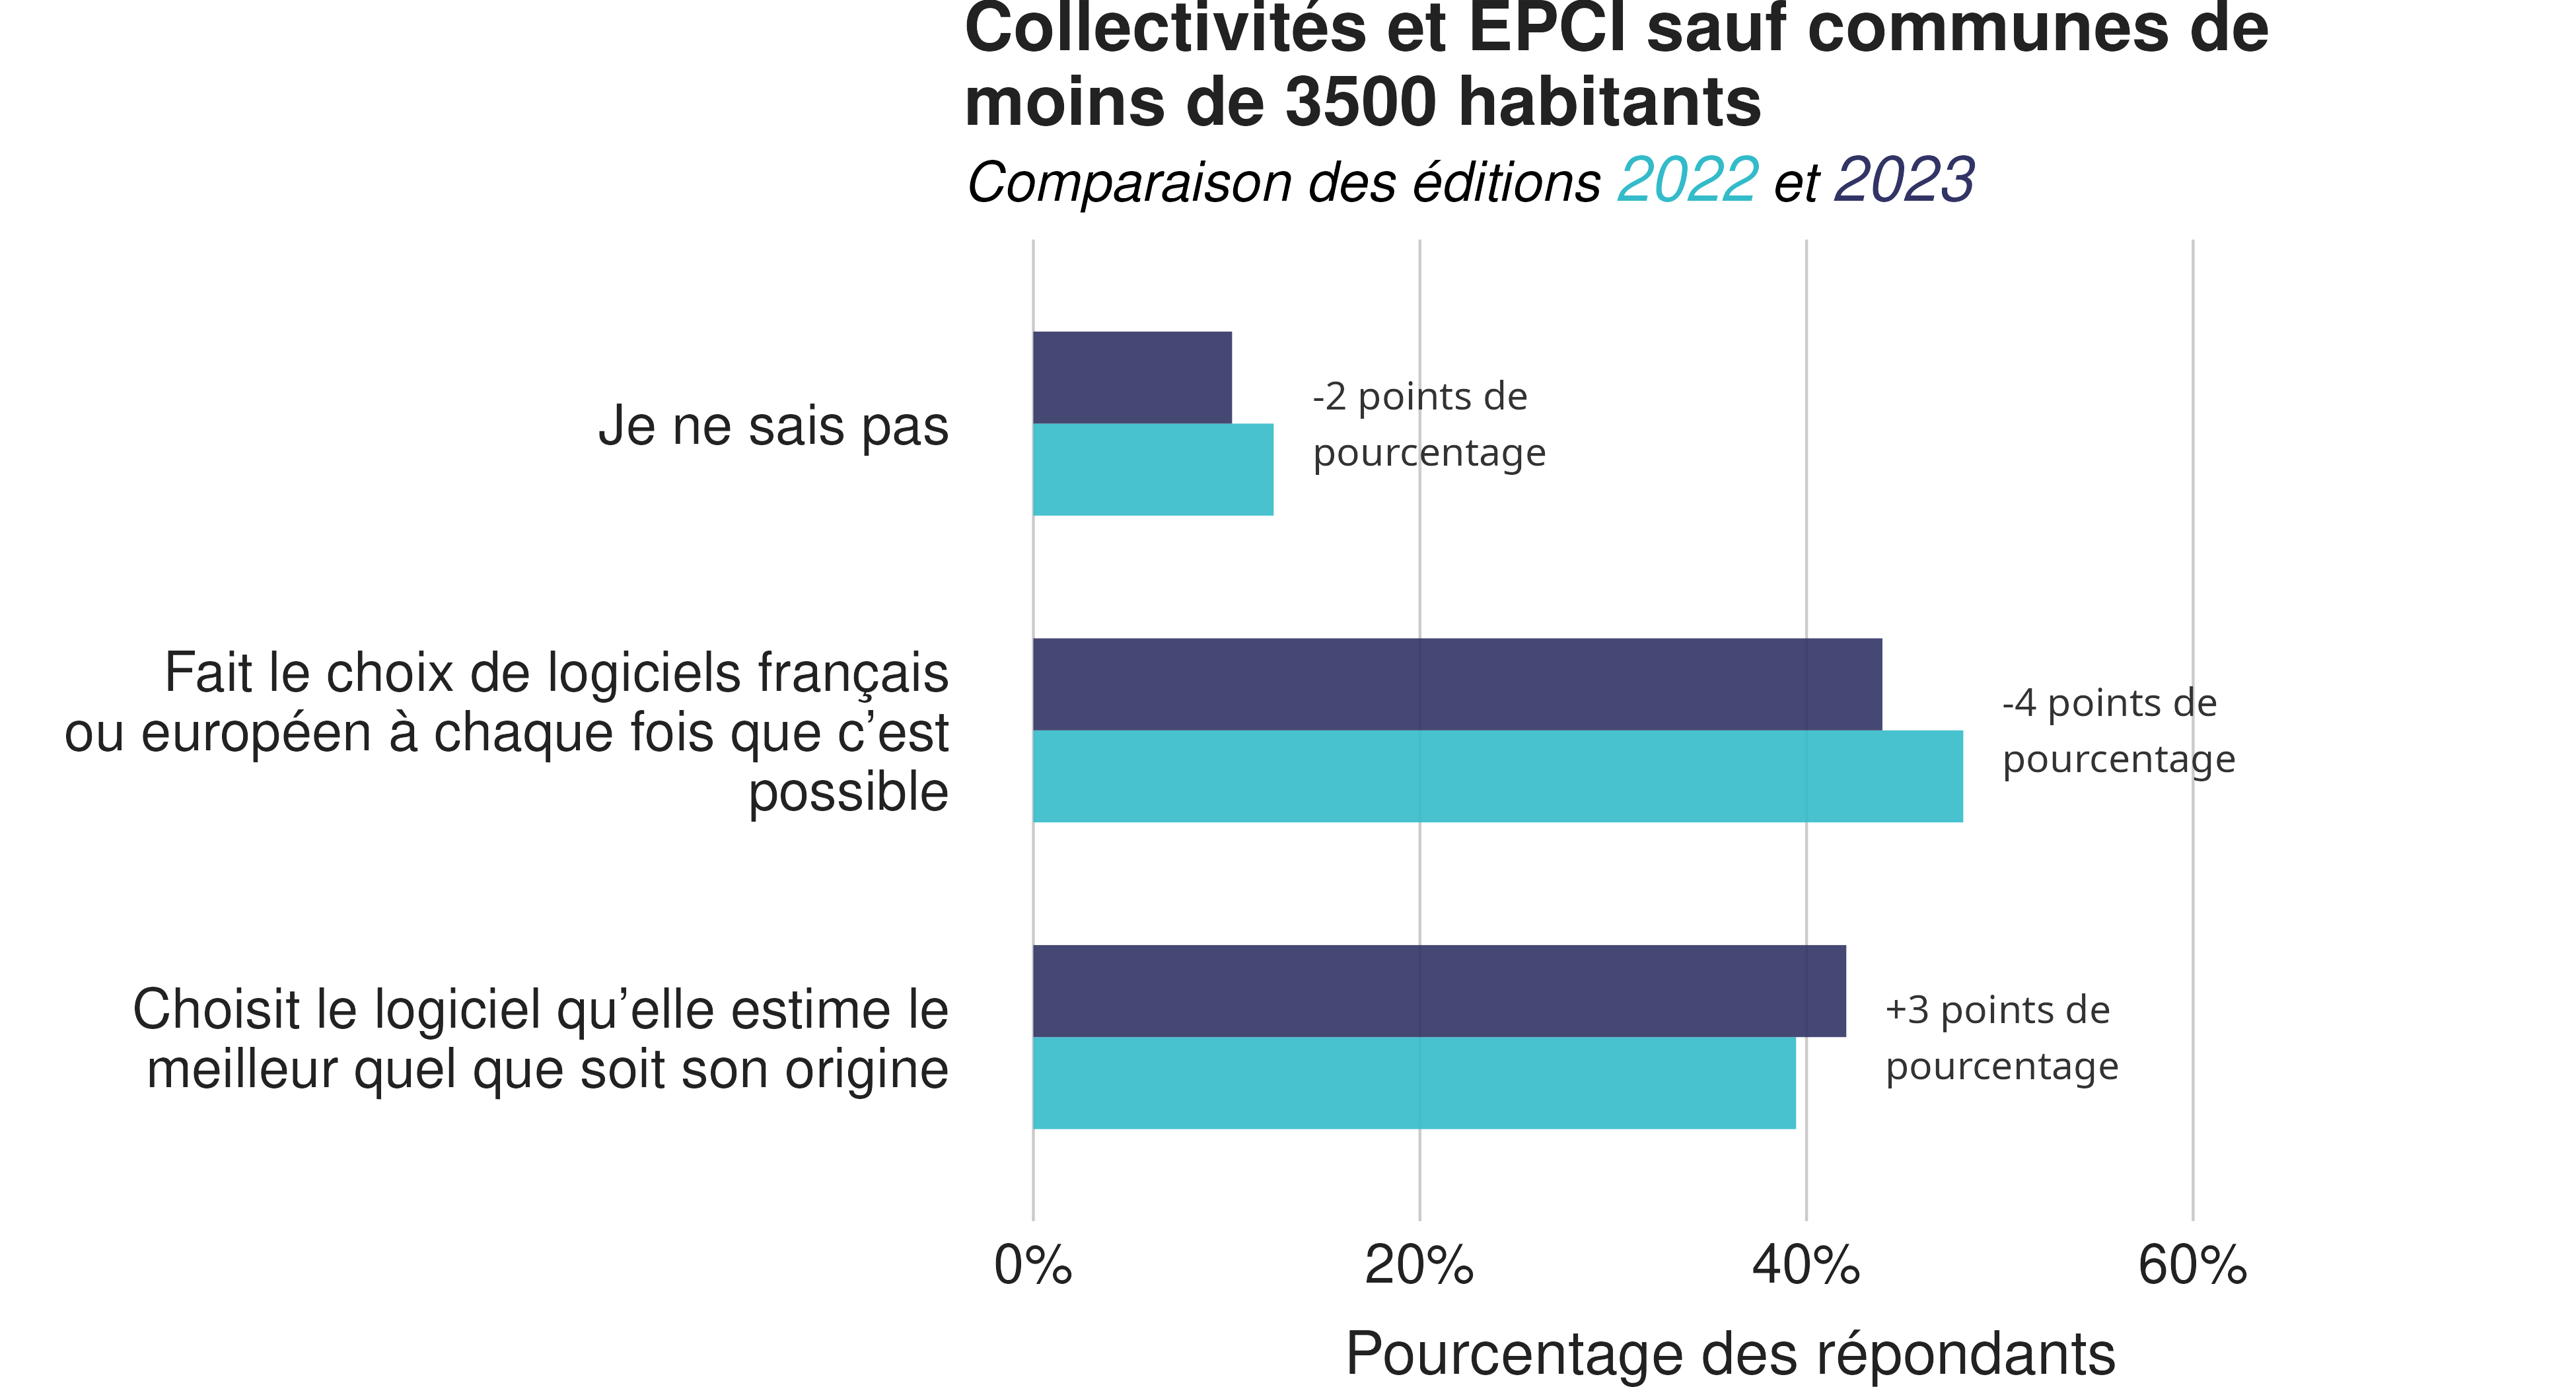 Collectivités et EPCI sauf communes de
moins de 3500 habitants
Comparaison des éditions 2022 et 2023
Je ne sais pas
-2 points de
pourcentage
Fait le choix de logiciels français
ou européen à chaque fois que c’est
possible
-4 points de
pourcentage
Choisit le logiciel qu’elle estime le
meilleur quel que soit son origine
+3 points de
pourcentage
0% 20% 40% 60%
Pourcentage des répondants